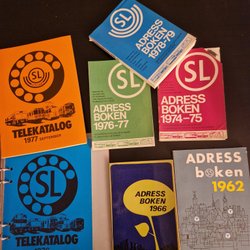 SL
ADRESS
BOKEN
1978-79
SL
TELEKATALOG
1977 SEPTEMBER
SL
ADRESS
BOKEN
1976-77
SL
ADRESS
BOKEN
1974-75
SL
TELEKATALOG
ADRESS
BOKEN
1966
ADRESS
boken
1962